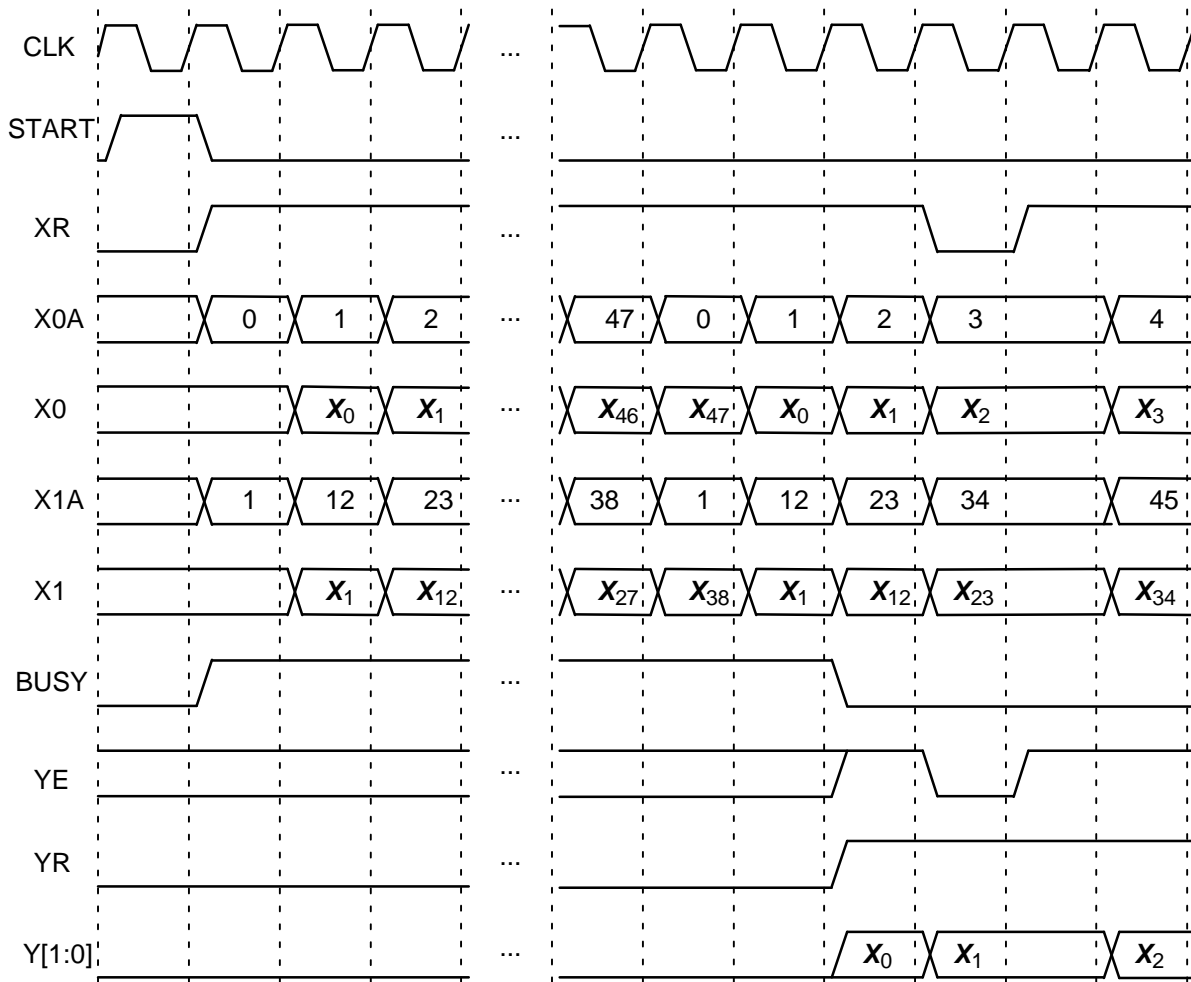 CLK ...
START ...
XR ...
X0A 0 1 2 ... 47 0 1 2 3 4
X0 X0 X1 ... X46 X47 X0 X1 X2 X3
X1A 1 12 23 ... 38 1 12 23 34 45
X1 X1 X12 ... X27 X38 X1 X12 X23 X34
BUSY ...
YE ...
YR ...
Y[1:0] ... X0 X1 X2